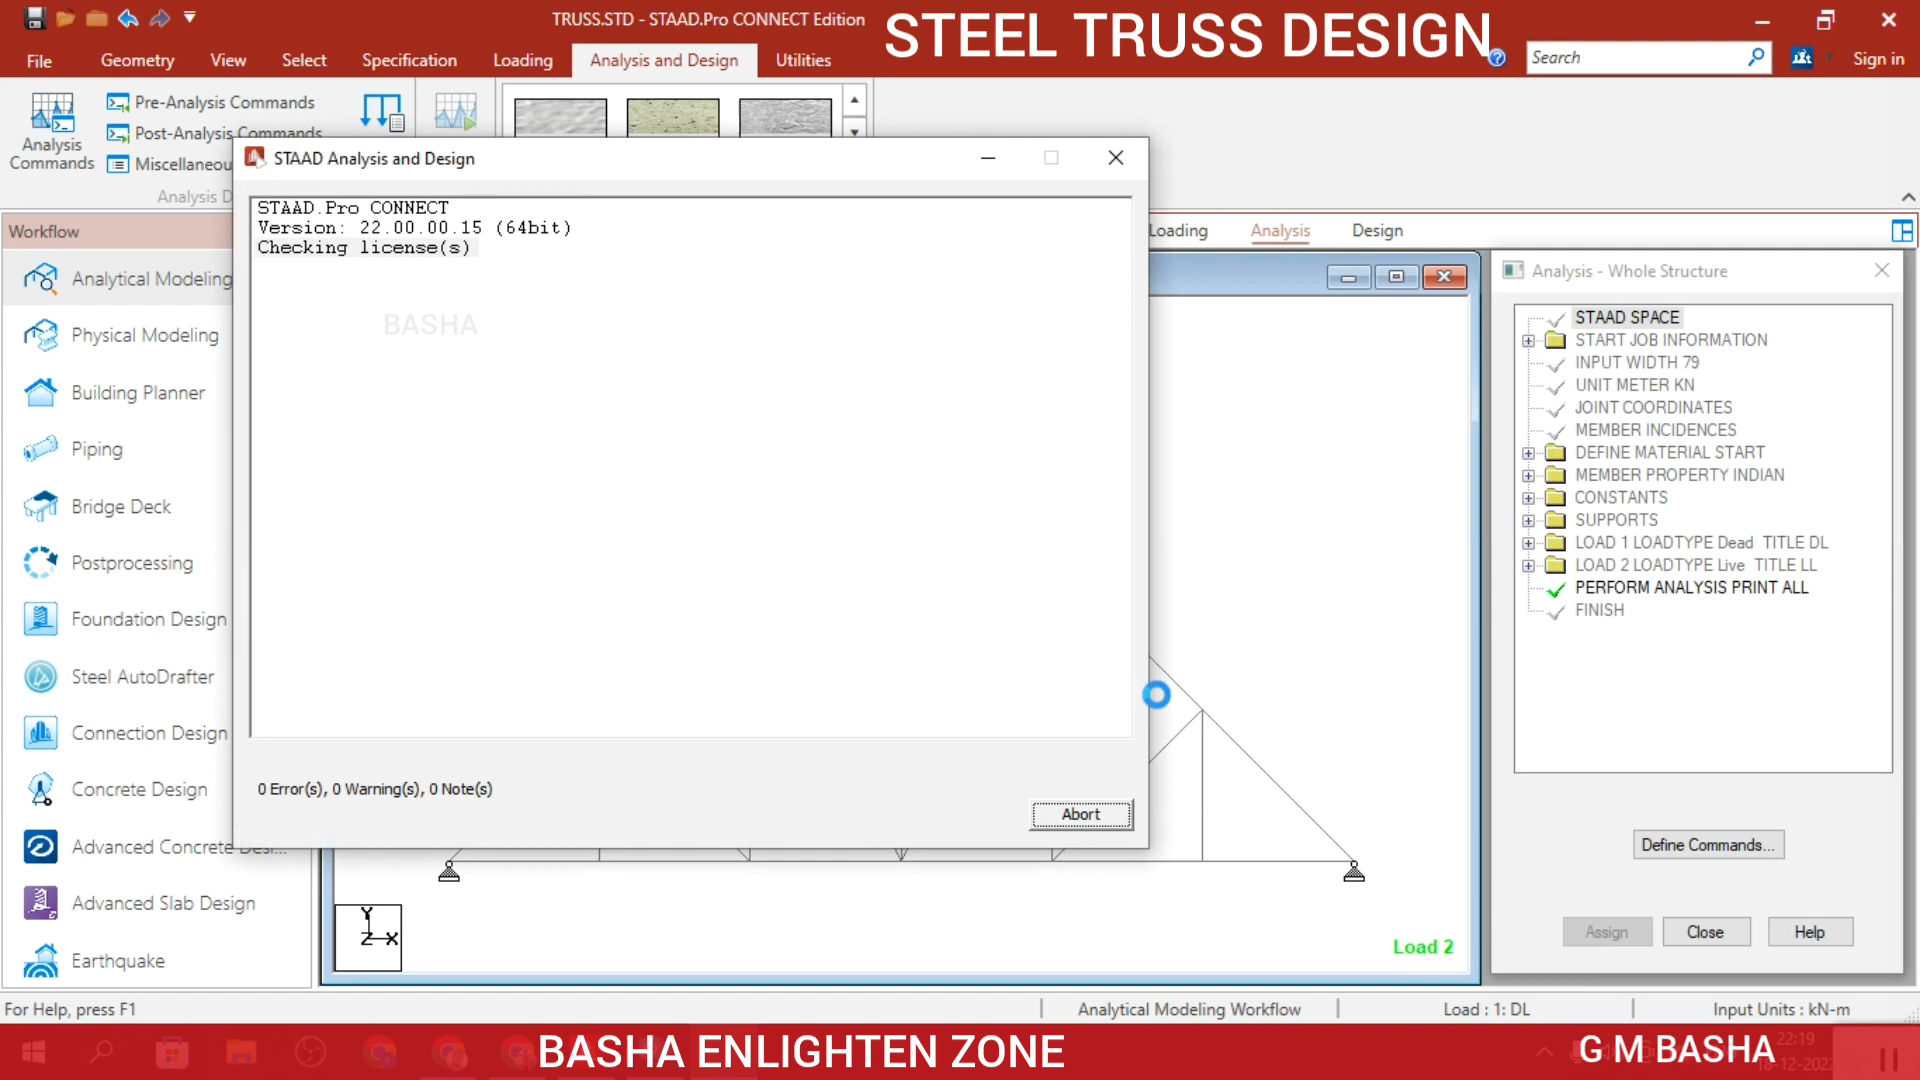 TRUSS.STD - STAAD.Pro CONNECT Edition
STEEL TRUSS DESIGN
Search
Sign in
File
Geometry
View
Select
Specification
Loading
Analysis and Design
Utilities
Analysis
Commands
Pre-Analysis Commands
Post-Analysis Commands
Miscellaneou
Analysis D
STAAD Analysis and Design
STAAD.Pro CONNECT
Version: 22.00.00.15 (64bit)
Checking license(s)
BASHA
0 Error(s), 0 Warning(s), 0 Note(s)
Abort
Workflow
Analytical Modeling
Physical Modeling
Building Planner
Piping
Bridge Deck
Postprocessing
Foundation Design
Steel AutoDrafter
Connection Design
Concrete Design
Advanced Concrete Desi...
Advanced Slab Design
Earthquake
Loading
Analysis
Design
Analysis - Whole Structure
STAAD SPACE
START JOB INFORMATION
INPUT WIDTH 79
UNIT METER KN
JOINT COORDINATES
MEMBER INCIDENCES
DEFINE MATERIAL START
MEMBER PROPERTY INDIAN
CONSTANTS
SUPPORTS
LOAD 1 LOADTYPE Dead TITLE DL
LOAD 2 LOADTYPE Live TITLE LL
PERFORM ANALYSIS PRINT ALL
FINISH
Define Commands...
Assign
Close
Help
Y
Z X
Load 2
For Help, press F1
Analytical Modeling Workflow
Load : 1: DL
Input Units : kN-m
BASHA ENLIGHTEN ZONE
G M BASHA
22:19